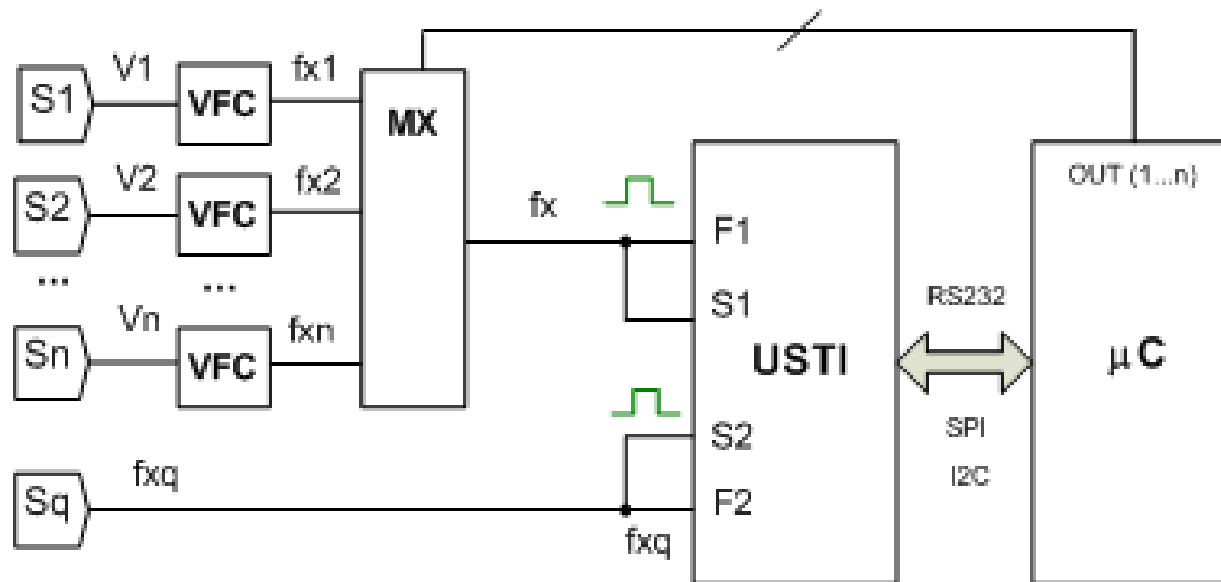 S1
V1
VFC
fx1
MX
S2
V2
VFC
fx2
...
...
Sn
Vn
VFC
fxn
fx
Sq
fxq
fxq
F1
S1
USTI
S2
F2
RS232
SPI
I2C
OUT (1...n)
μC